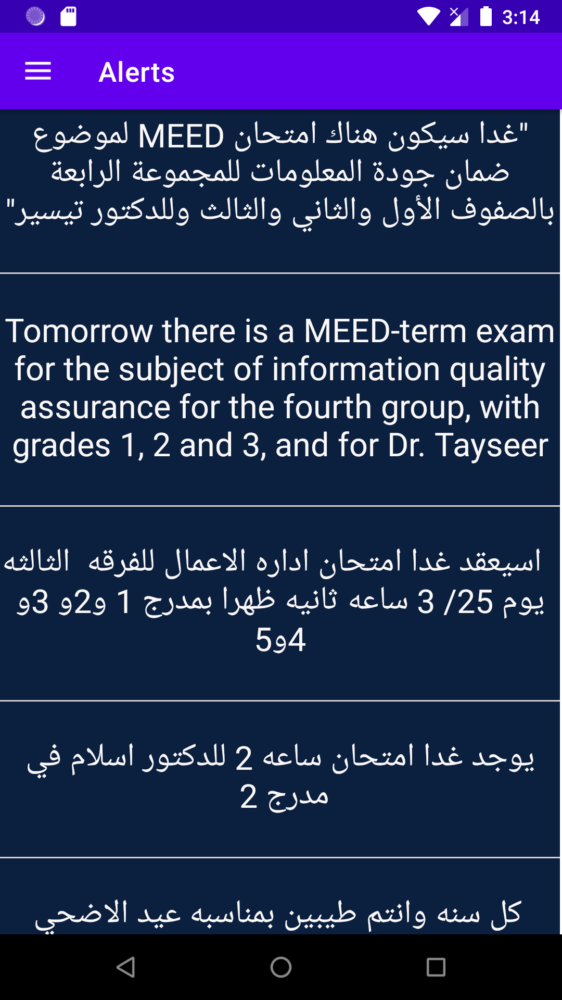 3:14
Alerts
"غدا سيكون هناك امتحان MEED لموضوع
ضمان جودة المعلومات للمجموعة الرابعة
بالصفوف الأول والثاني والثالث وللدكتور تيسير"
Tomorrow there is a MEED-term exam
for the subject of information quality
assurance for the fourth group, with
grades 1, 2 and 3, and for Dr. Tayseer
اسيعقد غدا امتحان اداره الاعمال للفرقه  الثالثه
يوم 25/ 3 ساعه ثانيه ظهرا بمدرج 1 و2و 3و
4و5
يوجد غدا امتحان ساعه 2 للدكتور اسلام في
مدرج 2
كل سنه وانتم طيبين بمناسبه عيد الاضحي